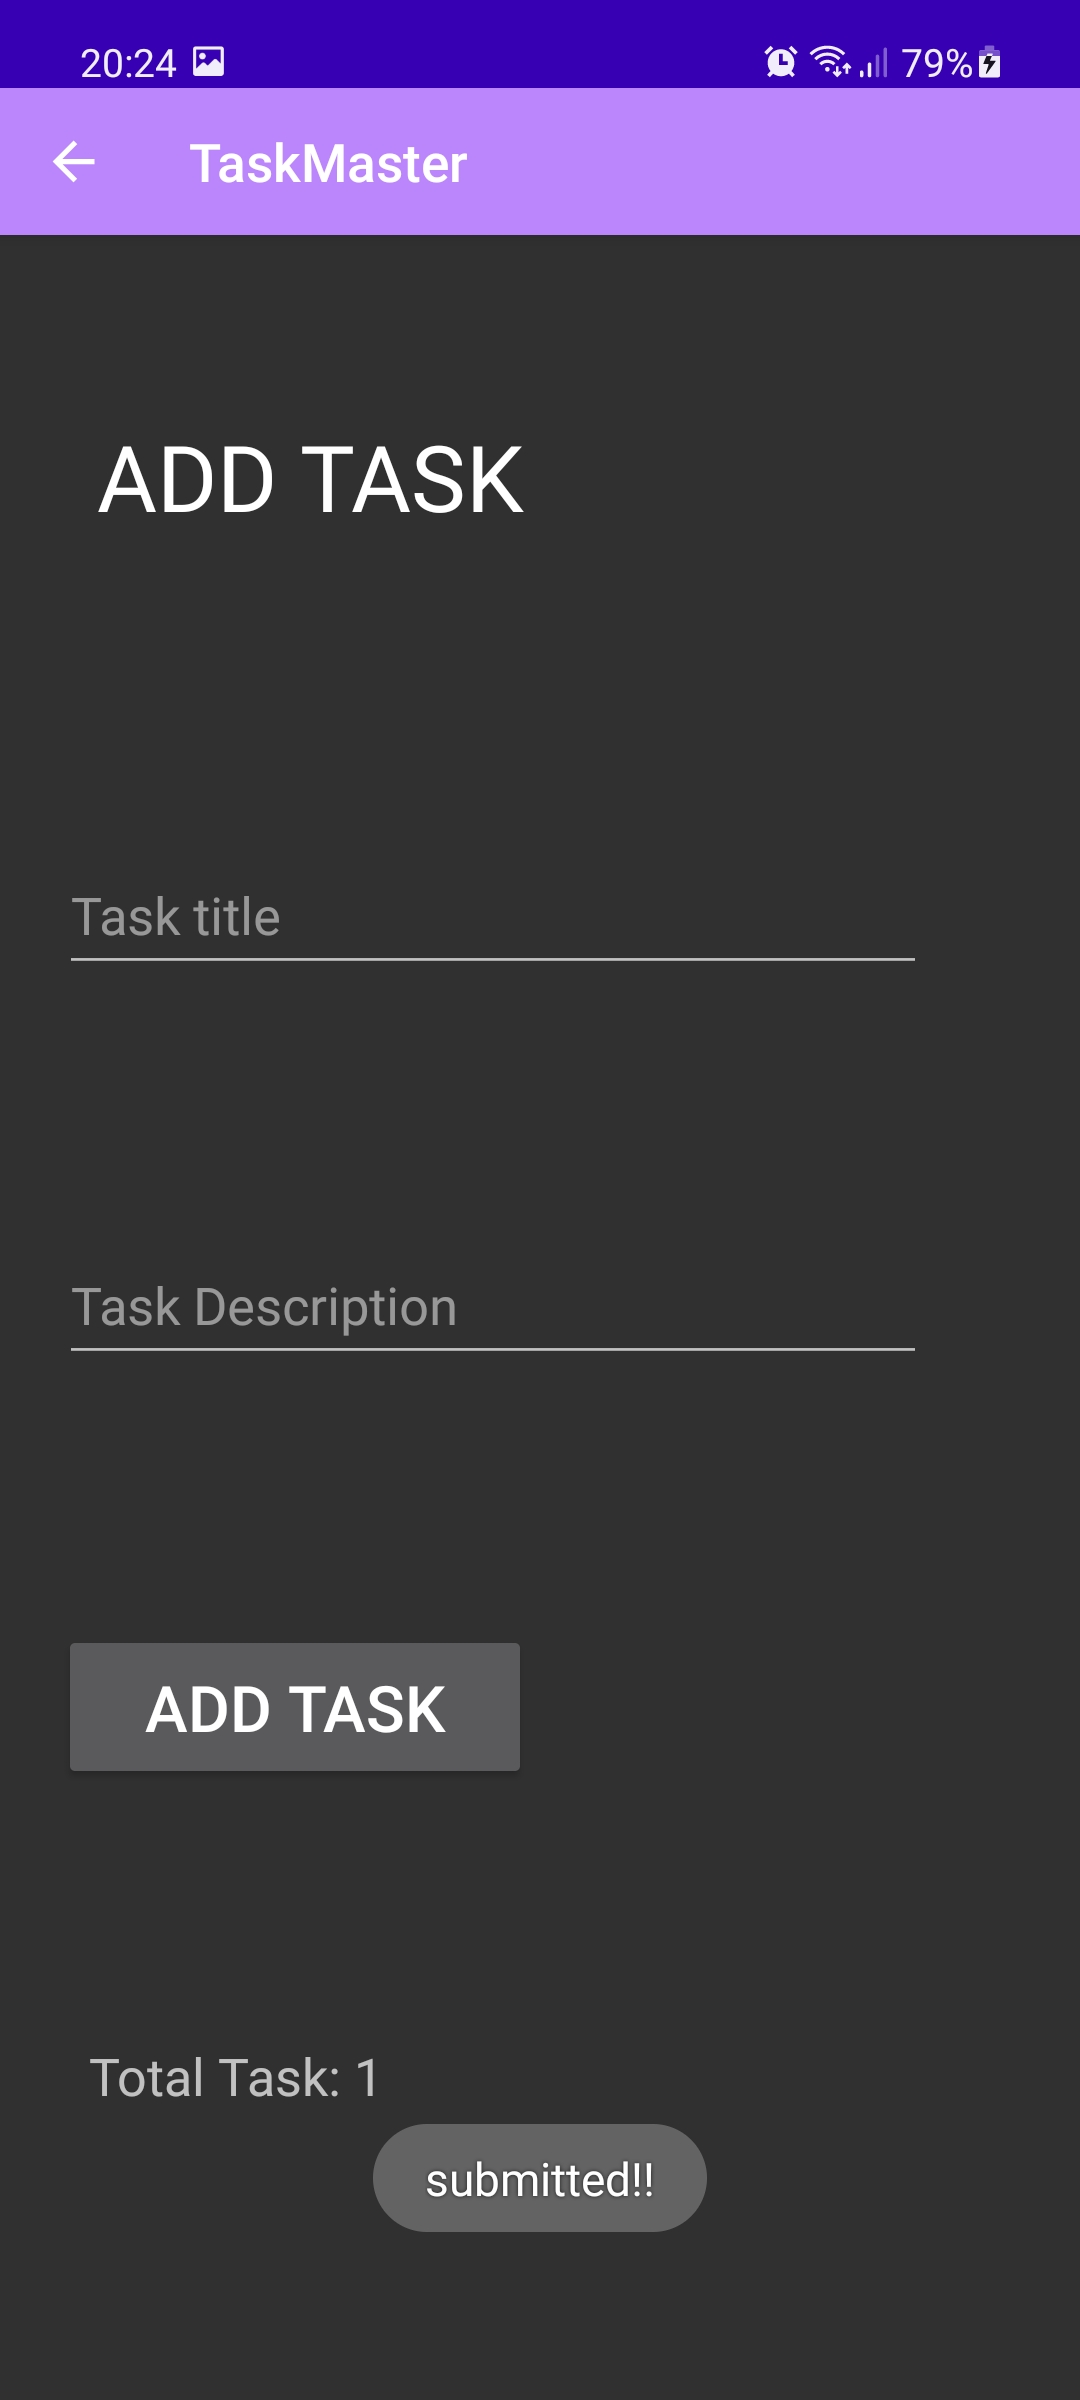 20:24 79%
TaskMaster
ADD TASK
Task title
Task Description
ADD TASK
Total Task: 1
submitted!!